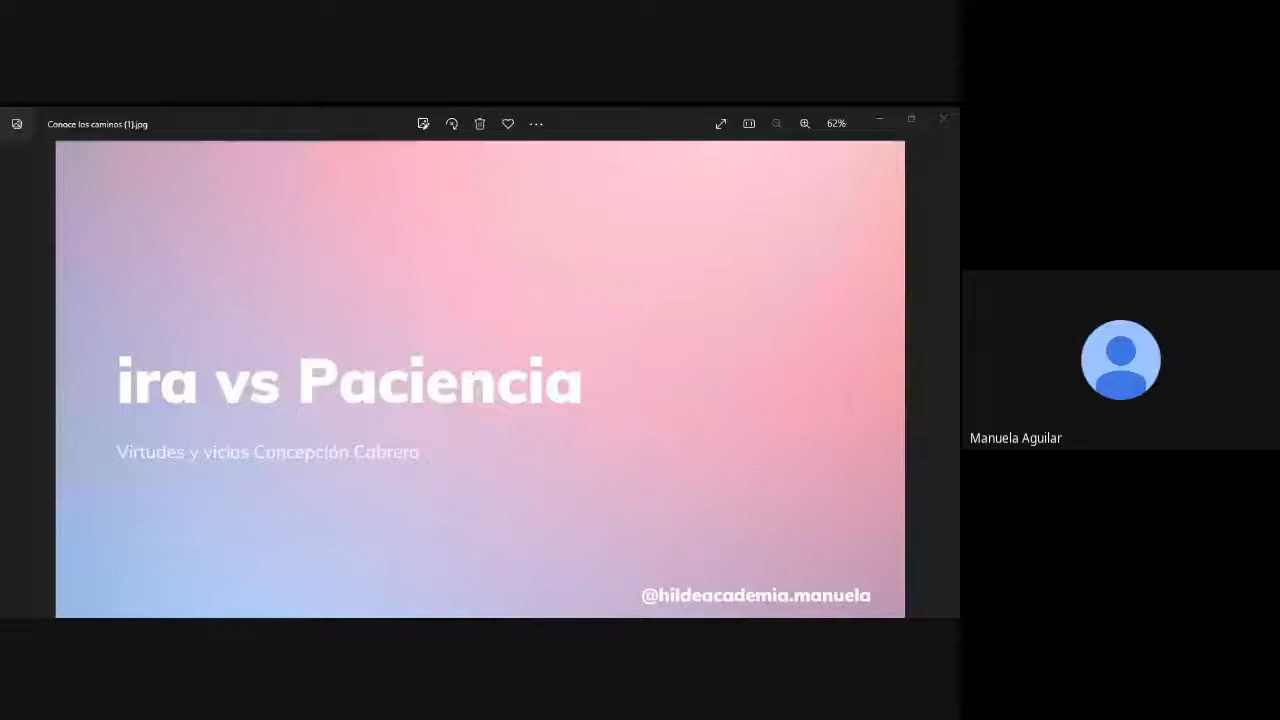 Conoce los caminos (1).jpg
62%
ira vs Paciencia
Virtudes y vicios Concepción Cabrera
@hildeacademia.manuela
Manuela Aguilar